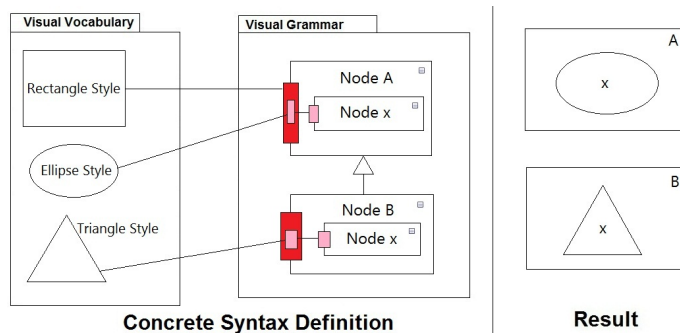 Visual Vocabulary
Rectangle Style
Ellipse Style
Triangle Style
Visual Grammar
Node A
Node x
Node B
Node x
Concrete Syntax Definition
A
x
B
x
Result